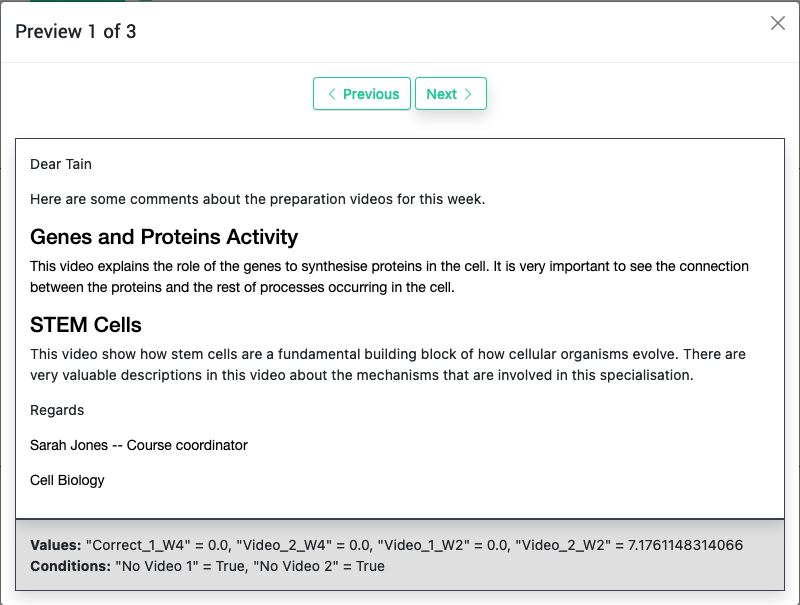 Preview 1 of 3
Previous
Next
Dear Tain
Here are some comments about the preparation videos for this week.
Genes and Proteins Activity
This video explains the role of the genes to synthesise proteins in the cell. It is very important to see the connection
between the proteins and the rest of processes occurring in the cell.
STEM Cells
This video show how stem cells are a fundamental building block of how cellular organisms evolve. There are
very valuable descriptions in this video about the mechanisms that are involved in this specialisation.
Regards
Sarah Jones -- Course coordinator
Cell Biology
Values: "Correct_1_W4" = 0.0, "Video_2_W4" = 0.0, "Video_1_W2" = 0.0, "Video_2_W2" = 7.1761148314066
Conditions: "No Video 1" = True, "No Video 2" = True